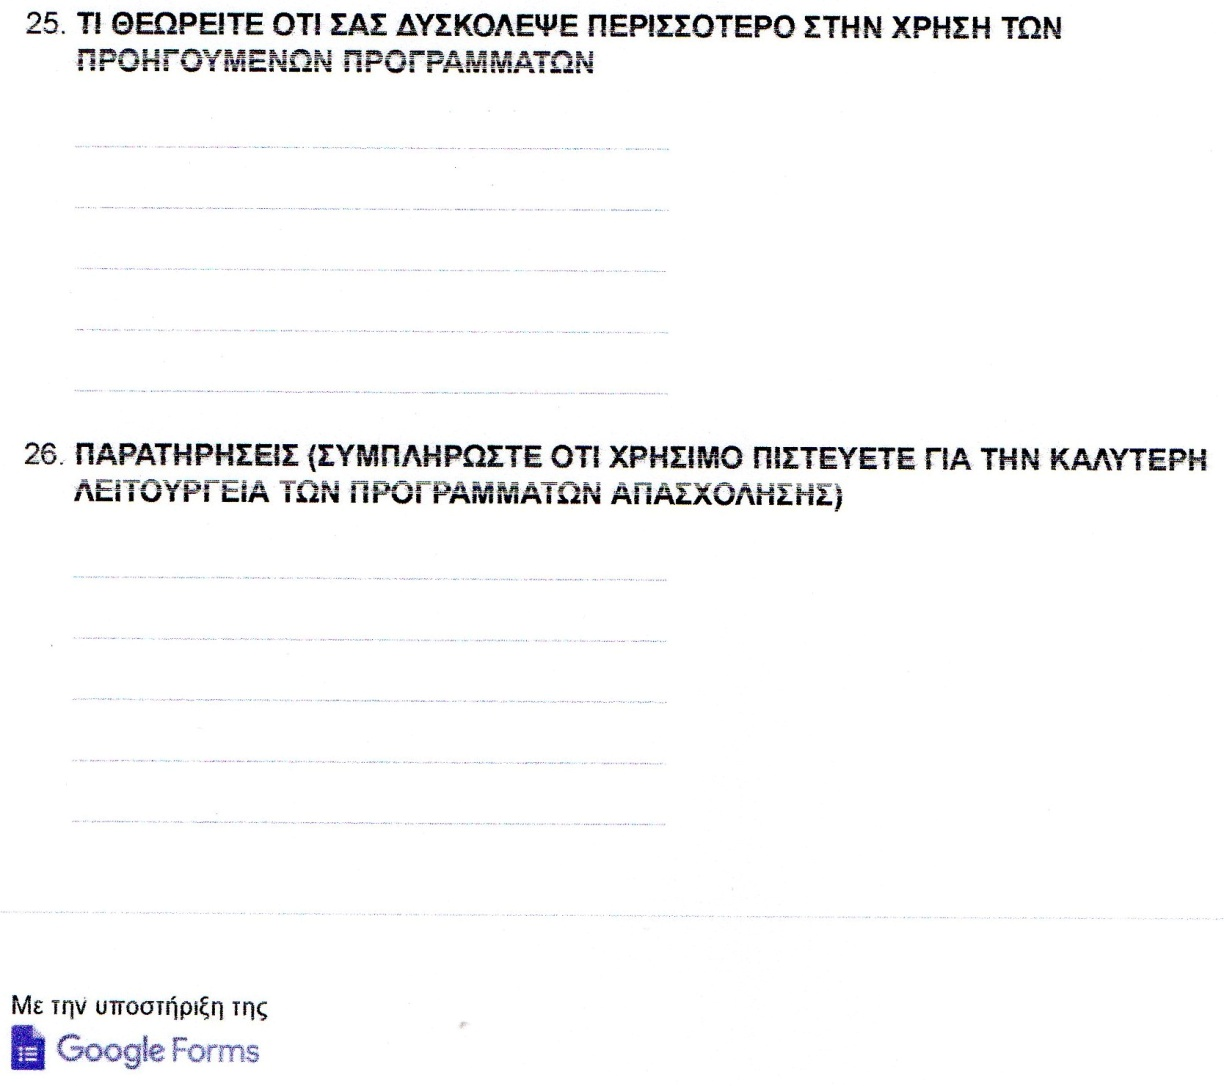 25. ΤΙ ΘΕΩΡΕΙΤΕ ΟΤΙ ΣΑΣ ΔΥΣΚΟΛΕΨΕ ΠΕΡΙΣΣΟΤΕΡΟ ΣΤΗΝ ΧΡΗΣΗ ΤΩΝ
ΠΡΟΗΓΟΥΜΕΝΩΝ ΠΡΟΓΡΑΜΜΑΤΩΝ
26. ΠΑΡΑΤΗΡΗΣΕΙΣ (ΣΥΜΠΛΗΡΩΣΤΕ ΟΤΙ ΧΡΗΣΙΜΟ ΠΙΣΤΕΥΕΤΕ ΓΙΑ ΤΗΝ ΚΑΛΥΤΕΡΗ
ΛΕΙΤΟΥΡΓΕΙΑ ΤΩΝ ΠΡΟΓΡΑΜΜΑΤΩΝ ΑΠΑΣΧΟΛΗΣΗΣ)
Με την υποστήριξη της
Google Forms